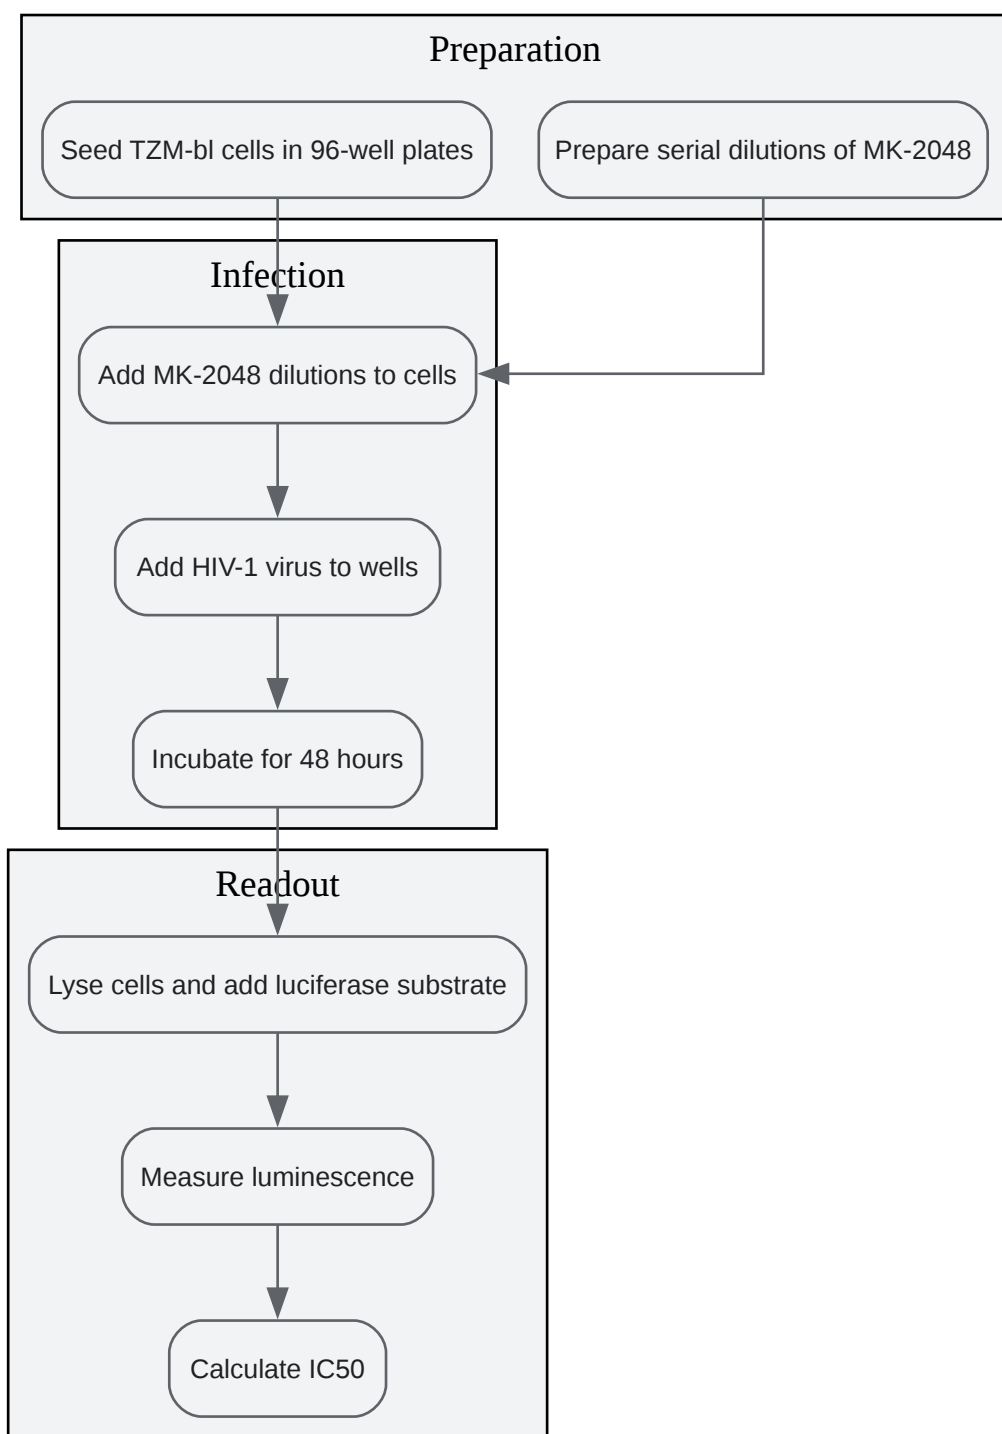 Preparation
Seed TZM-bl cells in 96-well plates
Prepare serial dilutions of MK-2048
Infection
Add MK-2048 dilutions to cells
Add HIV-1 virus to wells
Incubate for 48 hours
Readout
Lyse cells and add luciferase substrate
Measure luminescence
Calculate IC50